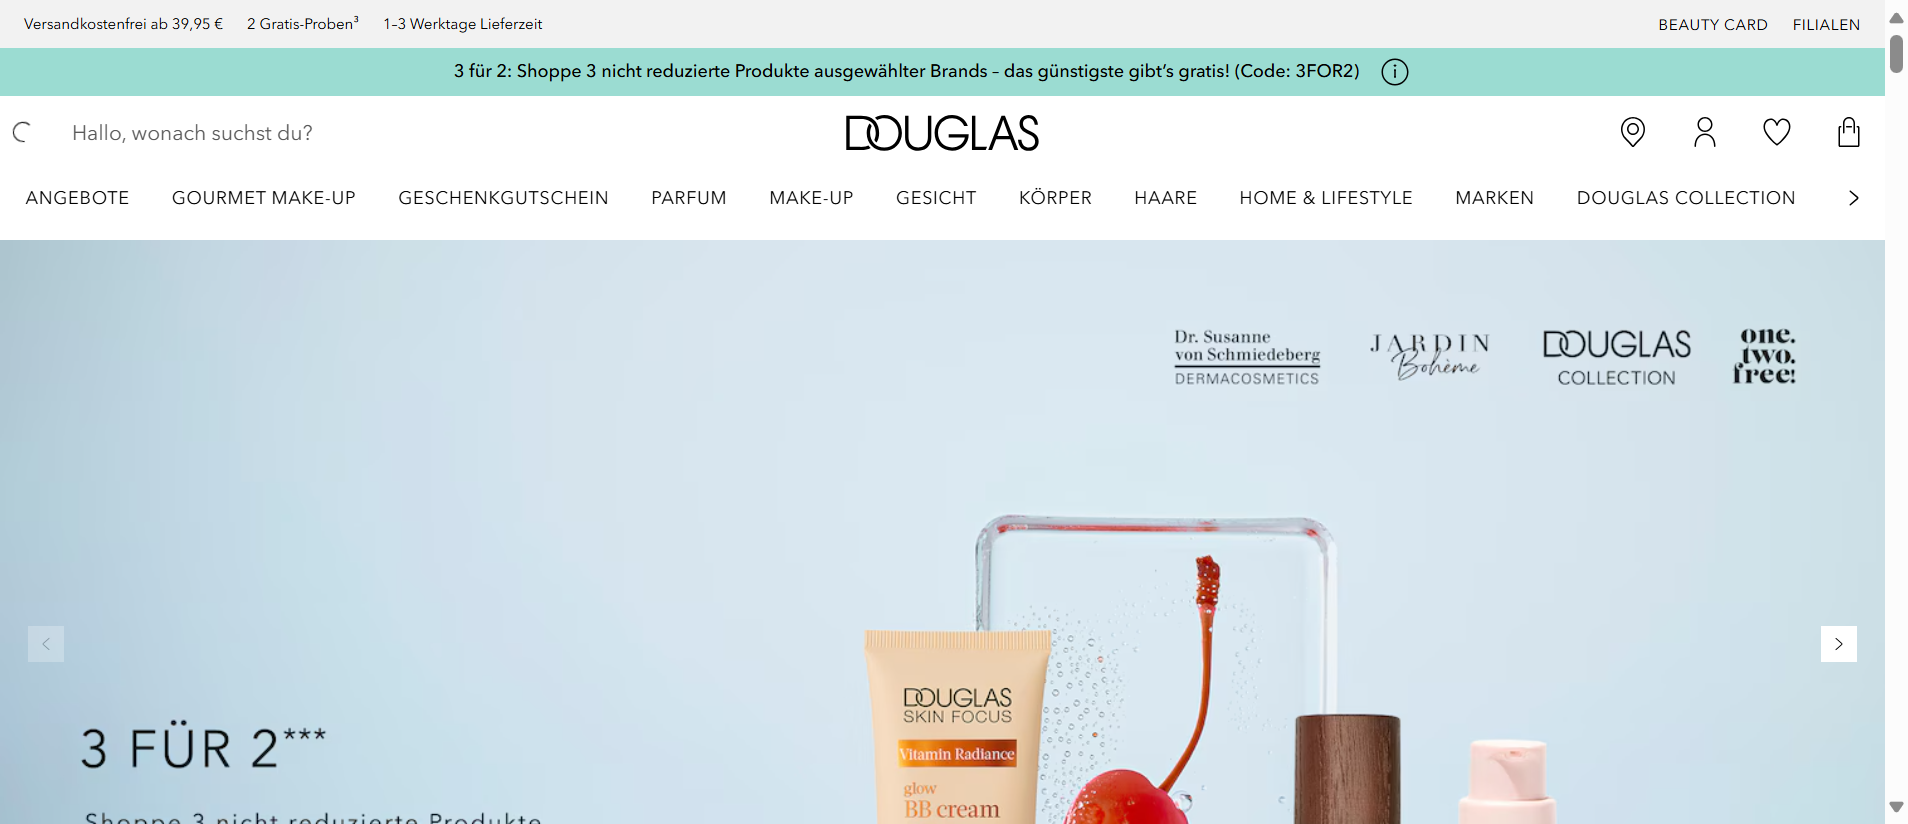 Versandkostenfrei ab 39,95 €
2 Gratis-Proben³
1–3 Werktage Lieferzeit
BEAUTY CARD
FILIALEN
3 für 2: Shoppe 3 nicht reduzierte Produkte ausgewählter Brands – das günstigste gibt’s gratis! (Code: 3FOR2)
Hallo, wonach suchst du?
DOUGLAS
ANGEBOTE
GOURMET MAKE-UP
GESCHENKGUTSCHEIN
PARFUM
MAKE-UP
GESICHT
KÖRPER
HAARE
HOME & LIFESTYLE
MARKEN
DOUGLAS COLLECTION
Dr. Susanne
von Schmiedeberg
DERMACOSMETICS
JARDIN
Bohème
DOUGLAS
COLLECTION
one.
two.
free!
DOUGLAS
SKIN FOCUS
Vitamin Radiance
glow
BB cream
3 FÜR 2***
Shoppe 3 nicht reduzierte Produkte